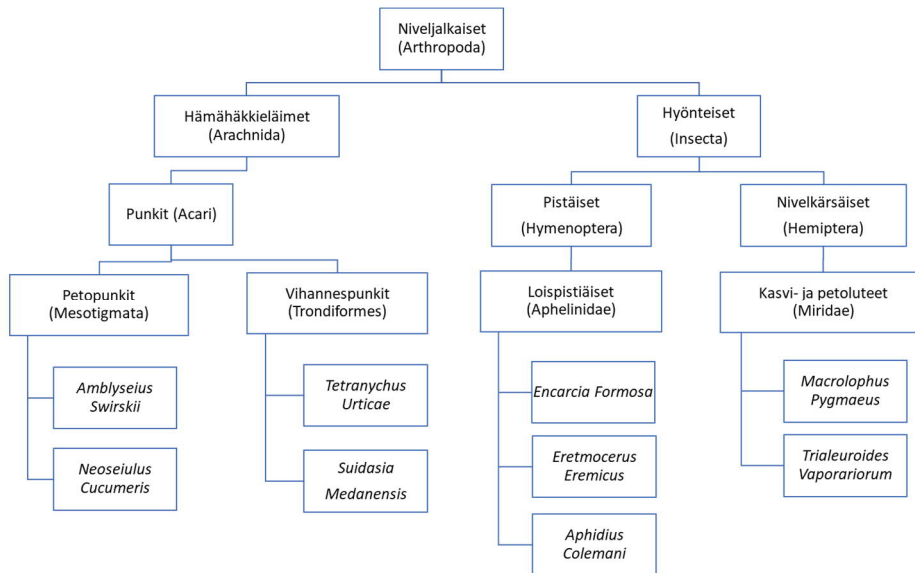 Niveljalkaiset
(Arthropoda)
Hämähäkkieläimet
(Arachnida)
Hyönteiset
(Insecta)
Punkit (Acari)
Pistäiset
(Hymenoptera)
Nivelkärsäiset
(Hemiptera)
Petopunkit
(Mesotigmata)
Vihannespunkit
(Trondiformes)
Loispistiäiset
(Aphelinidae)
Kasvi- ja petoluteet
(Miridae)
Amblyseius
Swirskii
Tetranychus
Urticae
Encarcia Formosa
Macrolophus
Pygmaeus
Neoseiulus
Cucumeris
Suidasia
Medanensis
Eretmocerus
Eremicus
Trialeuroides
Vaporariorum
Aphidius
Colemani